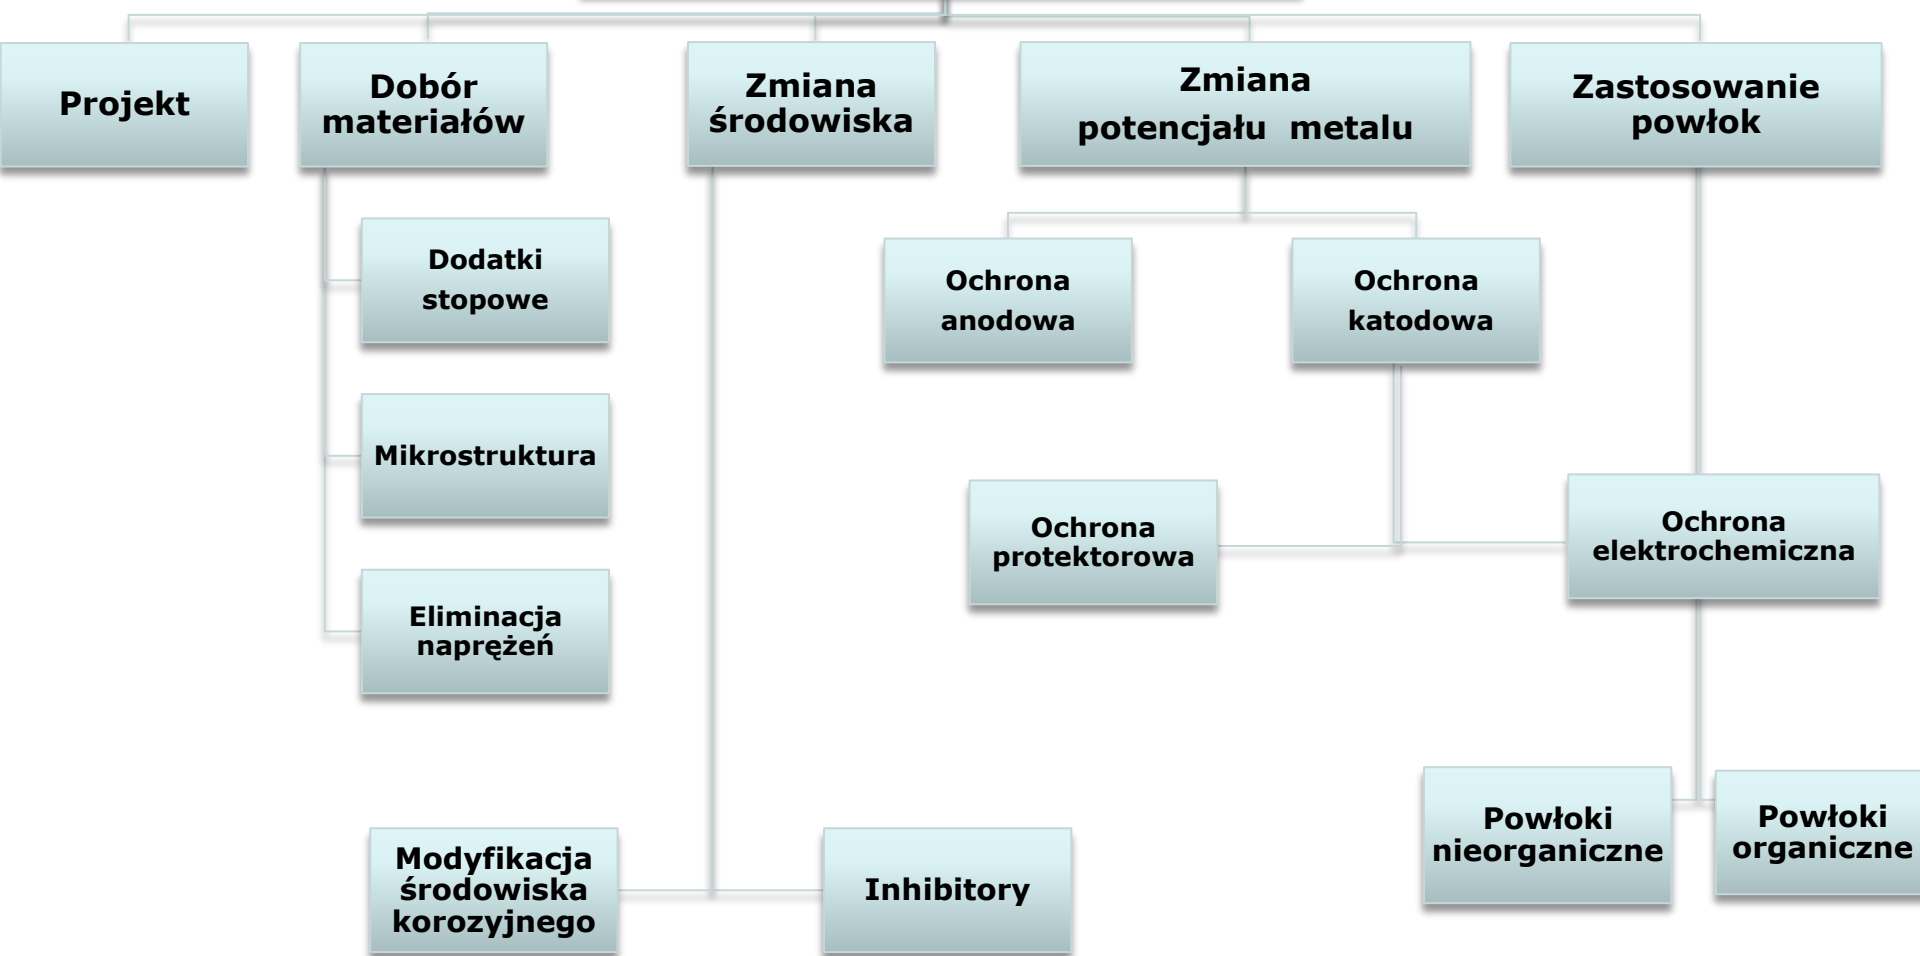 Projekt
Dobór
materiałów
Zmiana
środowiska
Zmiana
potencjału metalu
Zastosowanie
powłok
Dodatki
stopowe
Ochrona
anodowa
Ochrona
katodowa
Mikrostruktura
Ochrona
protektorowa
Ochrona
elektrochemiczna
Eliminacja
naprężeń
Modyfikacja
środowiska
korozyjnego
Inhibitory
Powłoki
nieorganiczne
Powłoki
organiczne